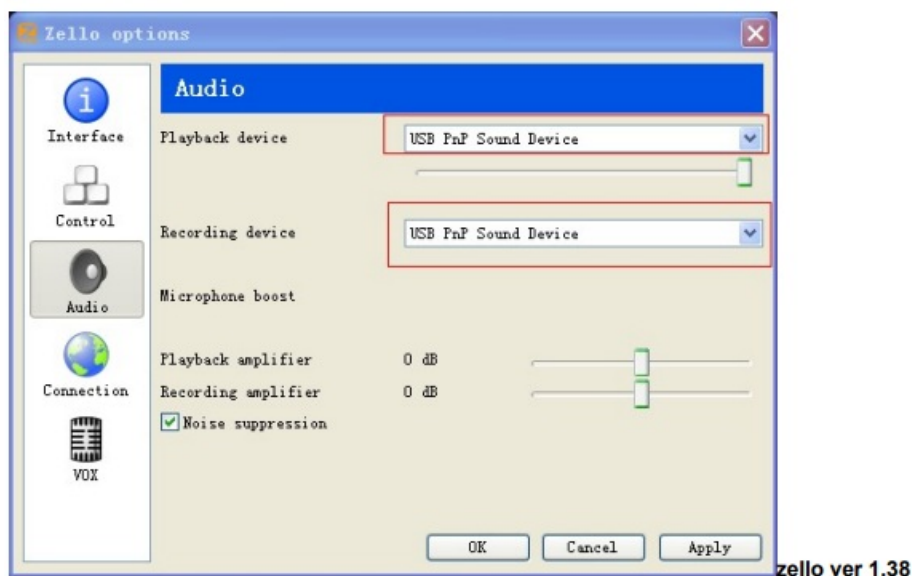 Zello options
Audio
Interface
Playback device
USB PnP Sound Device
Control
Recording device
USB PnP Sound Device
Audio
Microphone boost
Connection
Playback amplifier
0 dB
Recording amplifier
0 dB
Noise suppression
VOX
OK
Cancel
Apply
zello ver 1.38